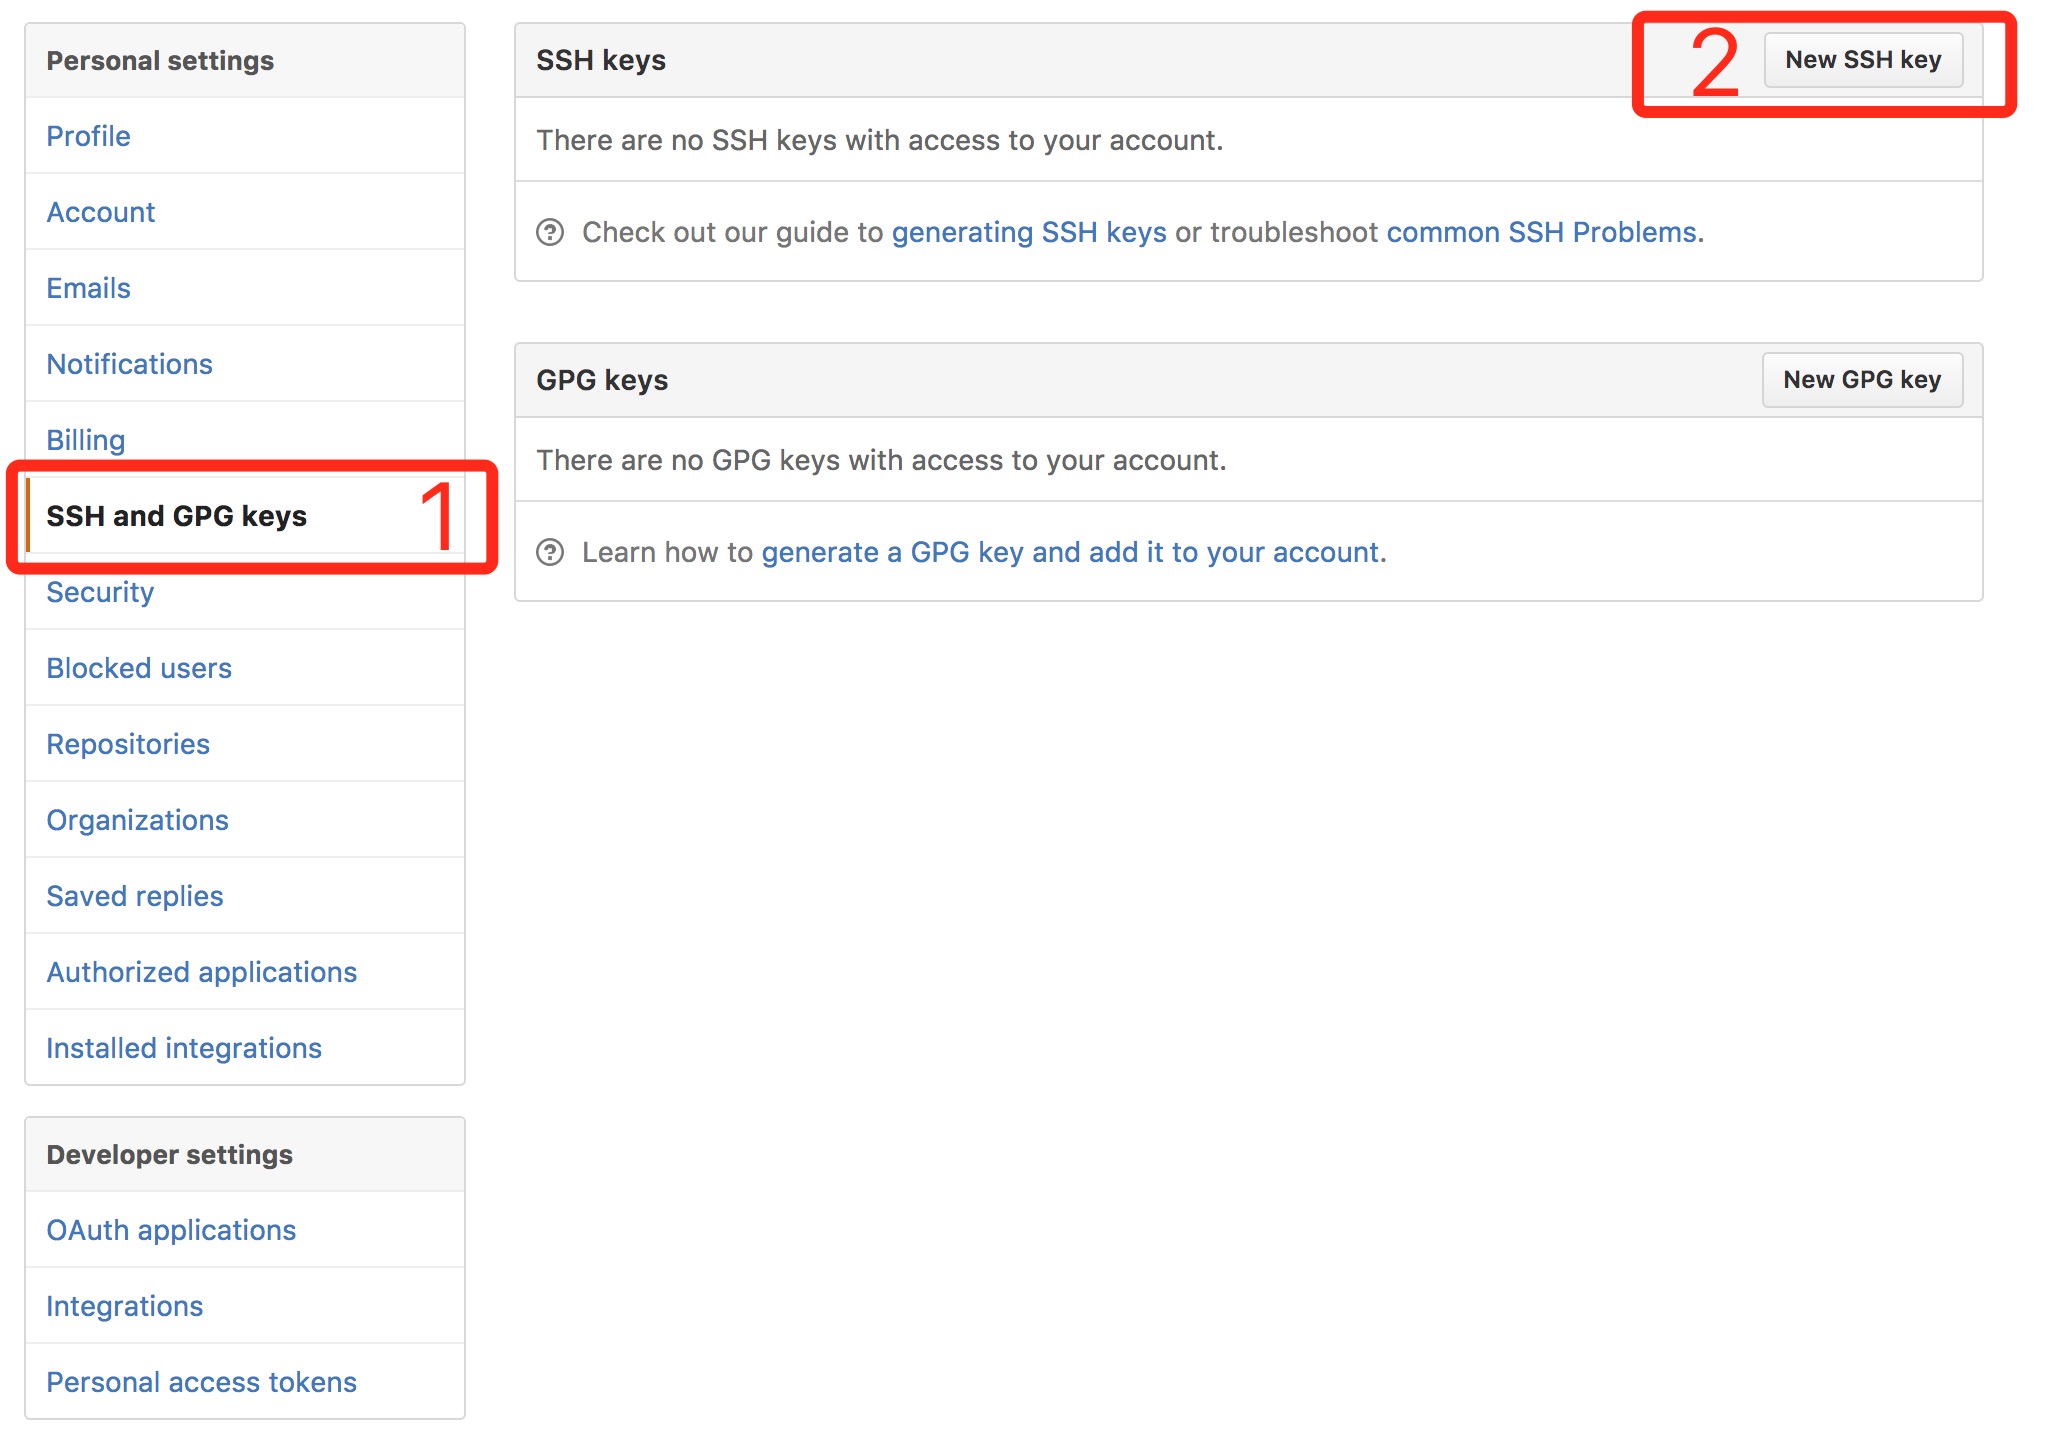 Personal settings
Profile
Account
Emails
Notifications
Billing
SSH and GPG keys 1
Security
Blocked users
Repositories
Organizations
Saved replies
Authorized applications
Installed integrations
Developer settings
OAuth applications
Integrations
Personal access tokens
SSH keys 2 New SSH key
There are no SSH keys with access to your account.
Check out our guide to generating SSH keys or troubleshoot common SSH Problems.
GPG keys New GPG key
There are no GPG keys with access to your account.
Learn how to generate a GPG key and add it to your account.